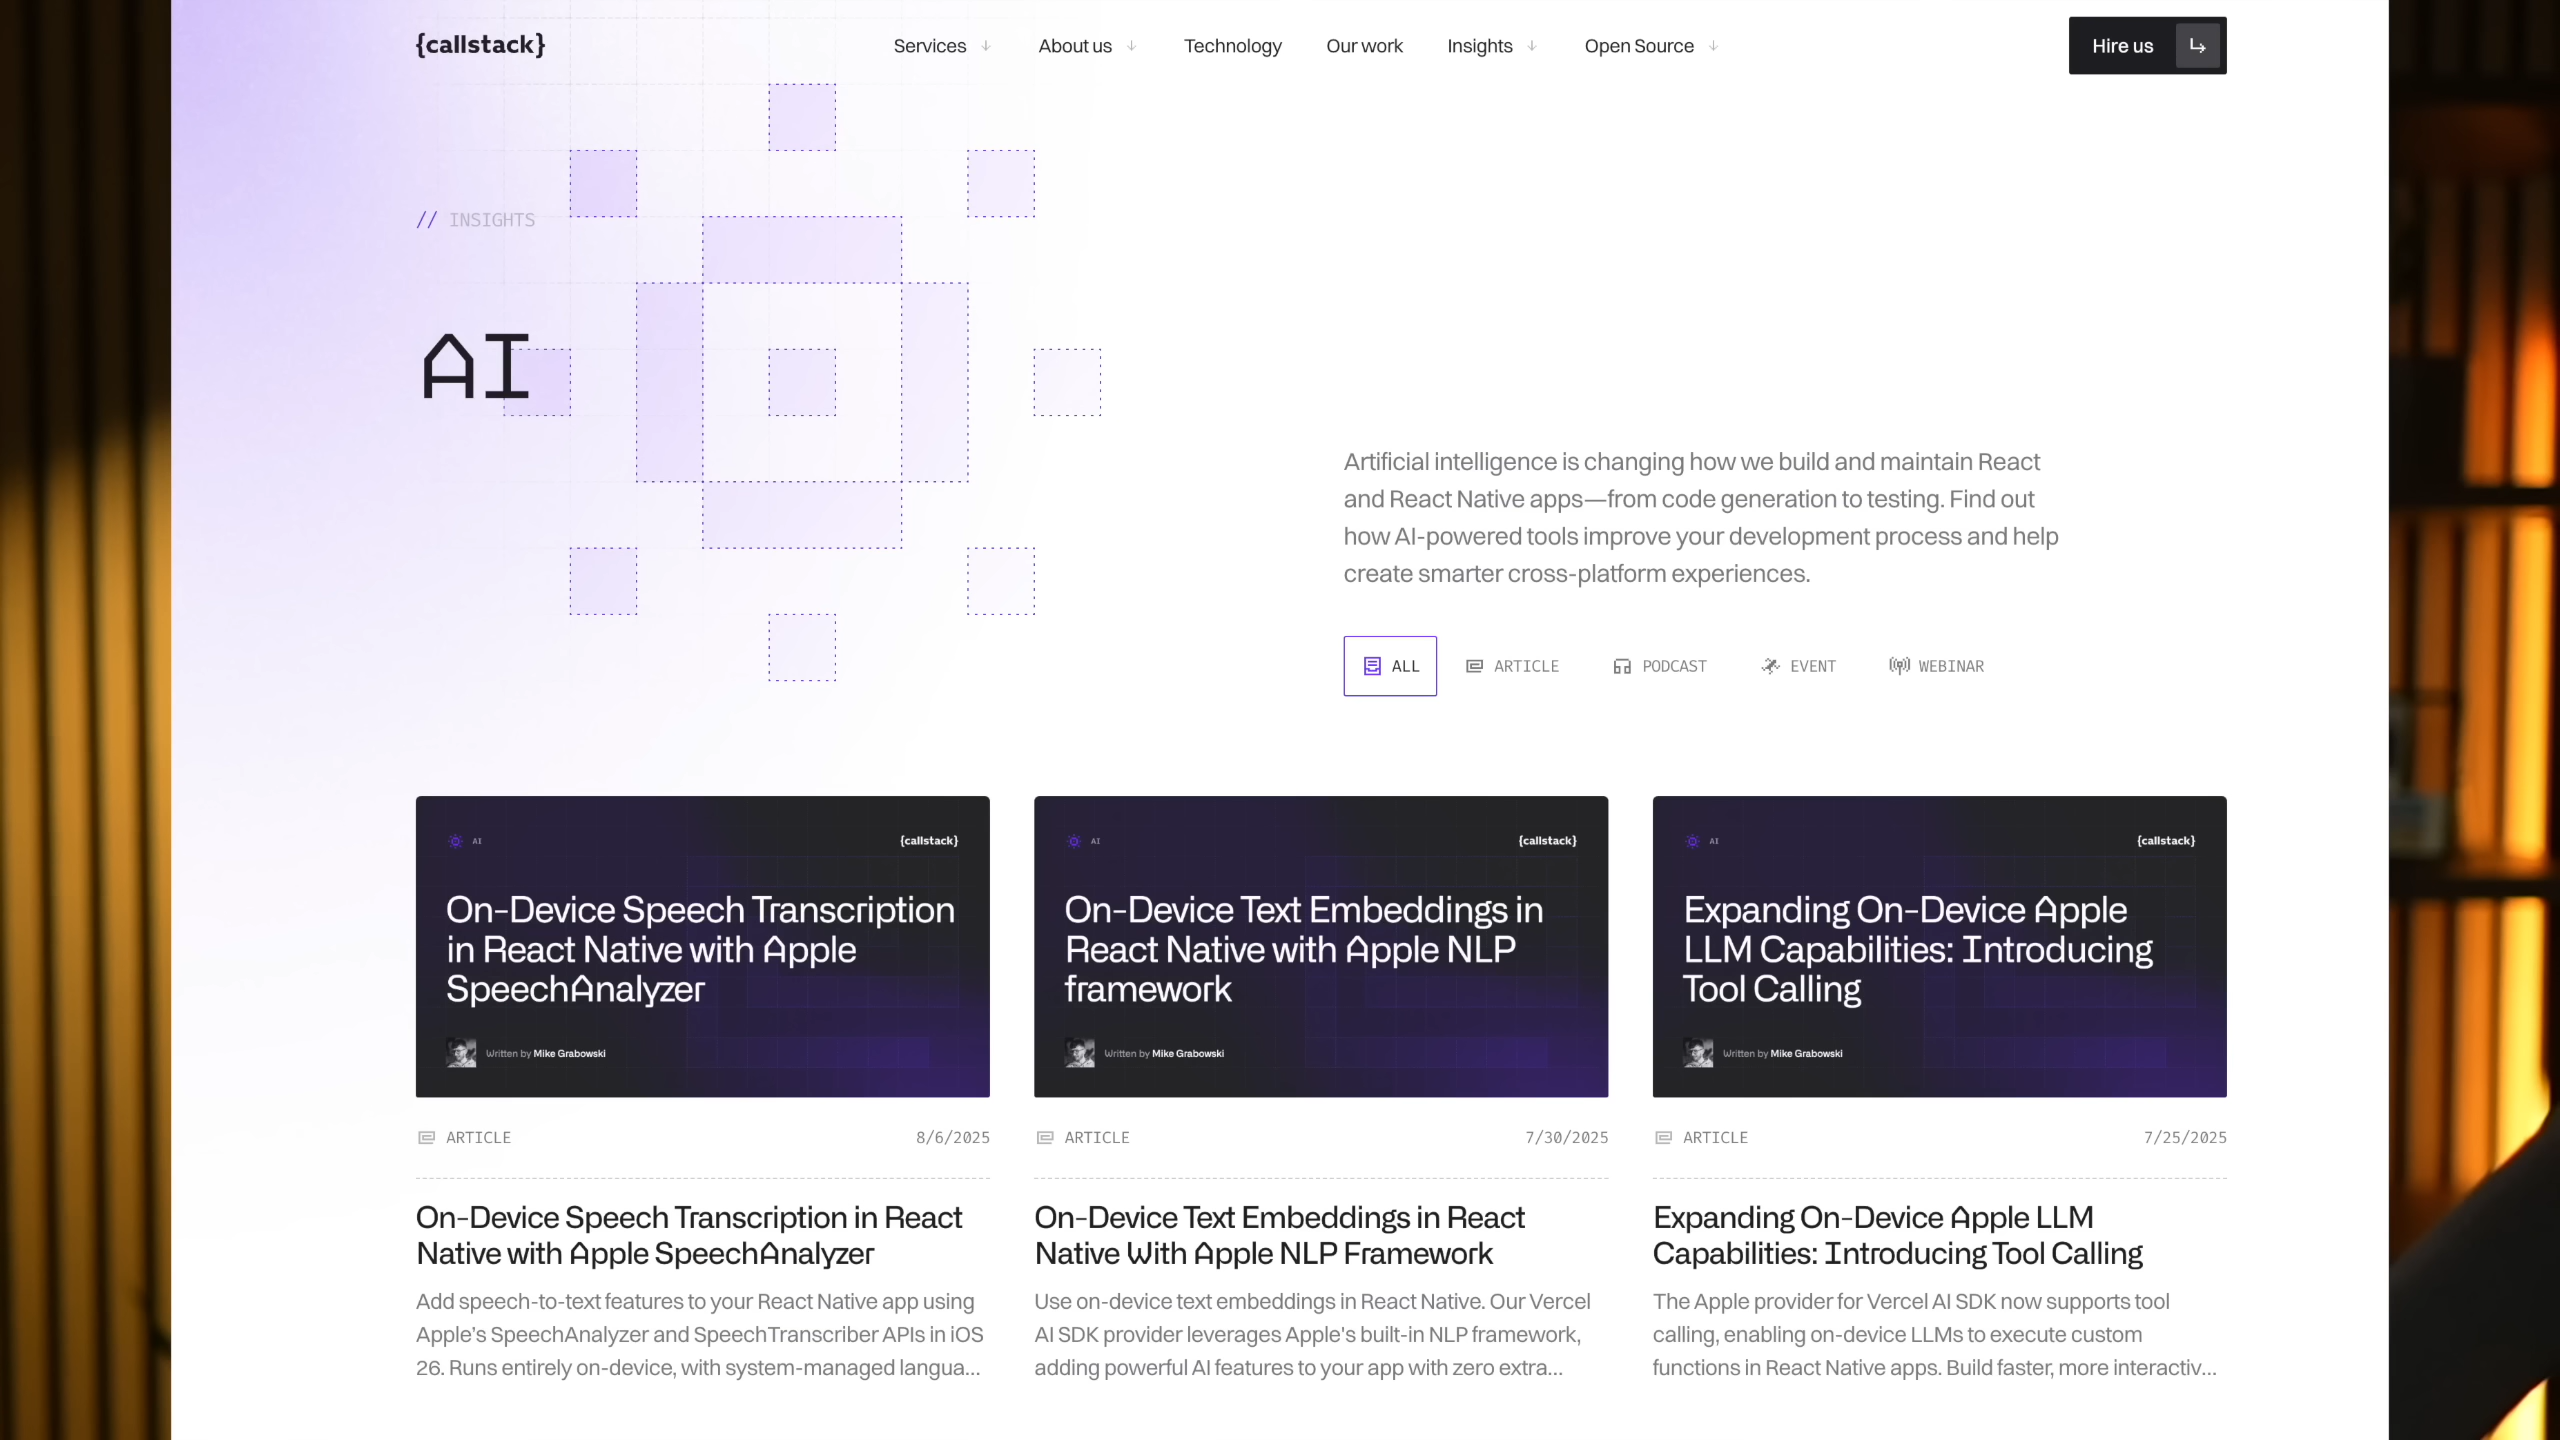 {callstack}
Services
About us
Technology
Our work
Insights
Open Source
Hire us
// INSIGHTS
AI
Artificial intelligence is changing how we build and maintain React
and React Native apps—from code generation to testing. Find out
how AI-powered tools improve your development process and help
create smarter cross-platform experiences.
ALL
ARTICLE
PODCAST
EVENT
WEBINAR
AI
{callstack}
On-Device Speech Transcription
in React Native with Apple
SpeechAnalyzer
Written by Mike Grabowski
ARTICLE
8/6/2025
On-Device Speech Transcription in React
Native with Apple SpeechAnalyzer
Add speech-to-text features to your React Native app using
Apple’s SpeechAnalyzer and SpeechTranscriber APIs in iOS
26. Runs entirely on-device, with system-managed langua...
AI
{callstack}
On-Device Text Embeddings in
React Native with Apple NLP
framework
Written by Mike Grabowski
ARTICLE
7/30/2025
On-Device Text Embeddings in React
Native With Apple NLP Framework
Use on-device text embeddings in React Native. Our Vercel
AI SDK provider leverages Apple's built-in NLP framework,
adding powerful AI features to your app with zero extra...
AI
{callstack}
Expanding On-Device Apple
LLM Capabilities: Introducing
Tool Calling
Written by Mike Grabowski
ARTICLE
7/25/2025
Expanding On-Device Apple LLM
Capabilities: Introducing Tool Calling
The Apple provider for Vercel AI SDK now supports tool
calling, enabling on-device LLMs to execute custom
functions in React Native apps. Build faster, more interactiv...